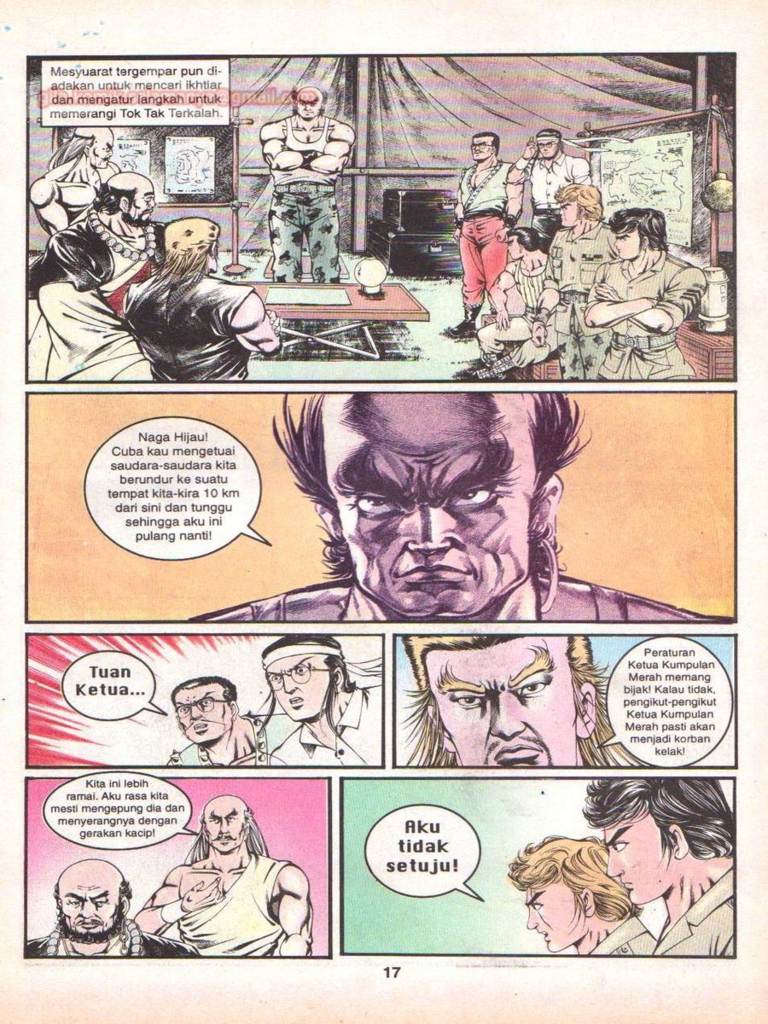 Mesyuarat tergempar pun di-
adakan untuk mencari ikhtiar
dan mengatur langkah untuk
memerangi Tok Tak Terkalah.
Naga Hijau!
Cuba kau mengetuai
saudara-saudara kita
berundur ke suatu
tempat kita-kira 10 km
dari sini dan tunggu
sehingga aku ini
pulang nanti!
Tuan
Ketua...
Peraturan
Ketua Kumpulan
Merah memang
bijak! Kalau tidak,
pengikut-pengikut
Ketua Kumpulan
Merah pasti akan
menjadi korban
kelak!
Kita ini lebih
ramai. Aku rasa kita
mesti mengepung dia dan
menyerangnya dengan
gerakan kacip!
Aku
tidak
setuju!
17